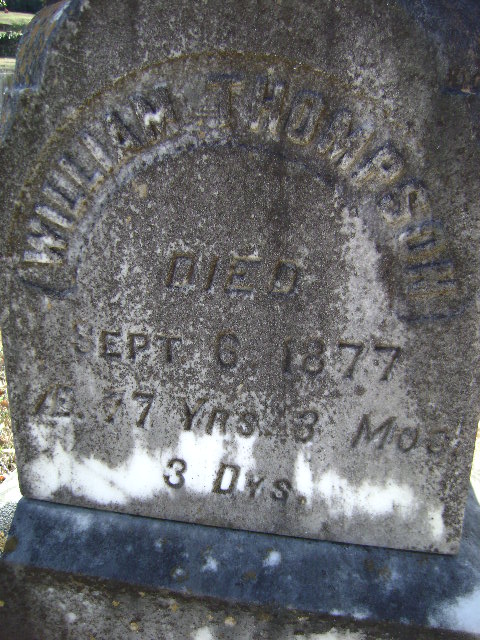 WILLIAM THOMPSON
DIED
SEPT 6, 1877
Æ. 77 YRS. 3 MOS.
3 DYS.